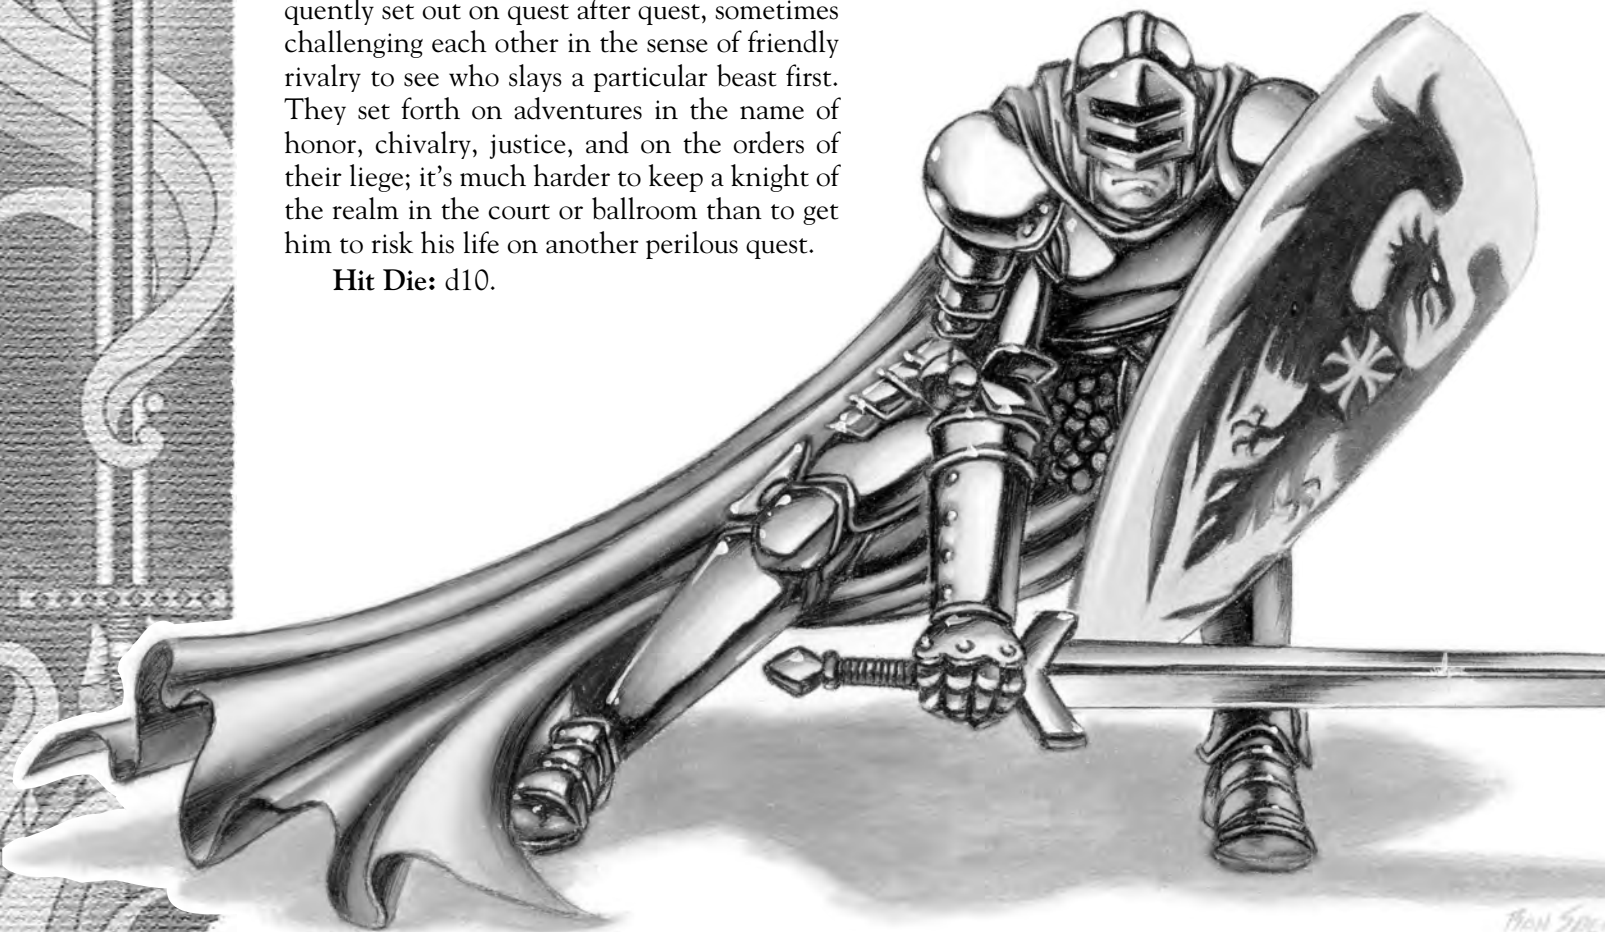 quently set out on quest after quest, sometimes
challenging each other in the sense of friendly
rivalry to see who slays a particular beast first.
They set forth on adventures in the name of
honor, chivalry, justice, and on the orders of
their liege; it's much harder to keep a knight of
the realm in the court or ballroom than to get
him to risk his life on another perilous quest.
Hit Die: d10.